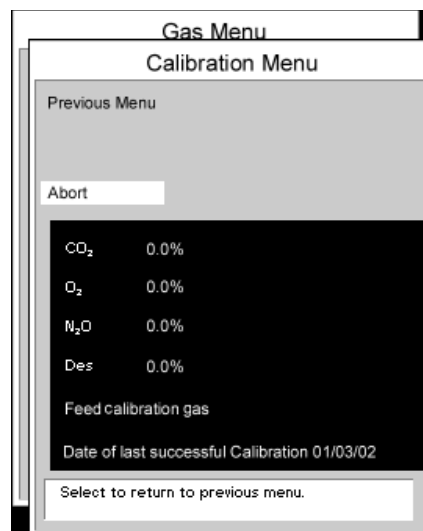 Gas Menu
Calibration Menu
Previous Menu
Abort
CO₂ 0.0%
O₂ 0.0%
N₂O 0.0%
Des 0.0%
Feed calibration gas
Date of last successful Calibration 01/03/02
Select to return to previous menu.